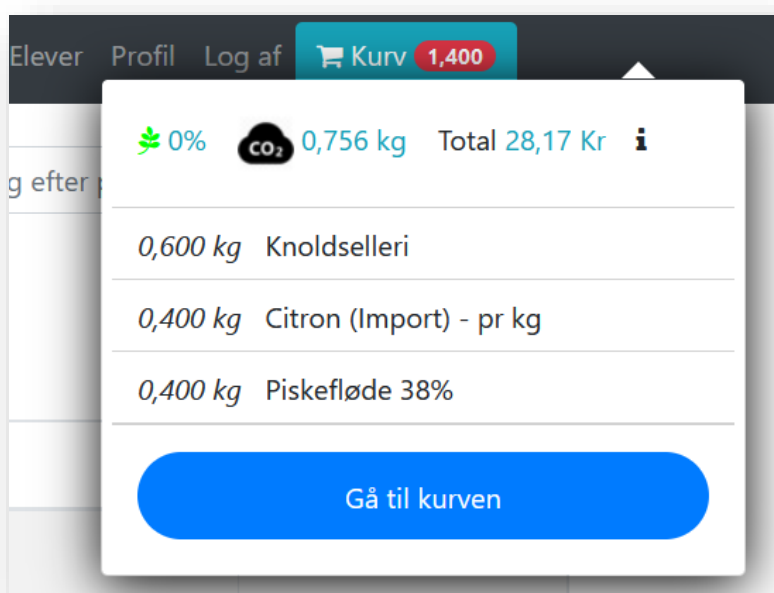 Elever Profil Log af Kurv 1,400
0% CO₂ 0,756 kg Total 28,17 Kr i
g efter
0,600 kg Knoldselleri
0,400 kg Citron (Import) - pr kg
0,400 kg Piskefløde 38%
Gå til kurven